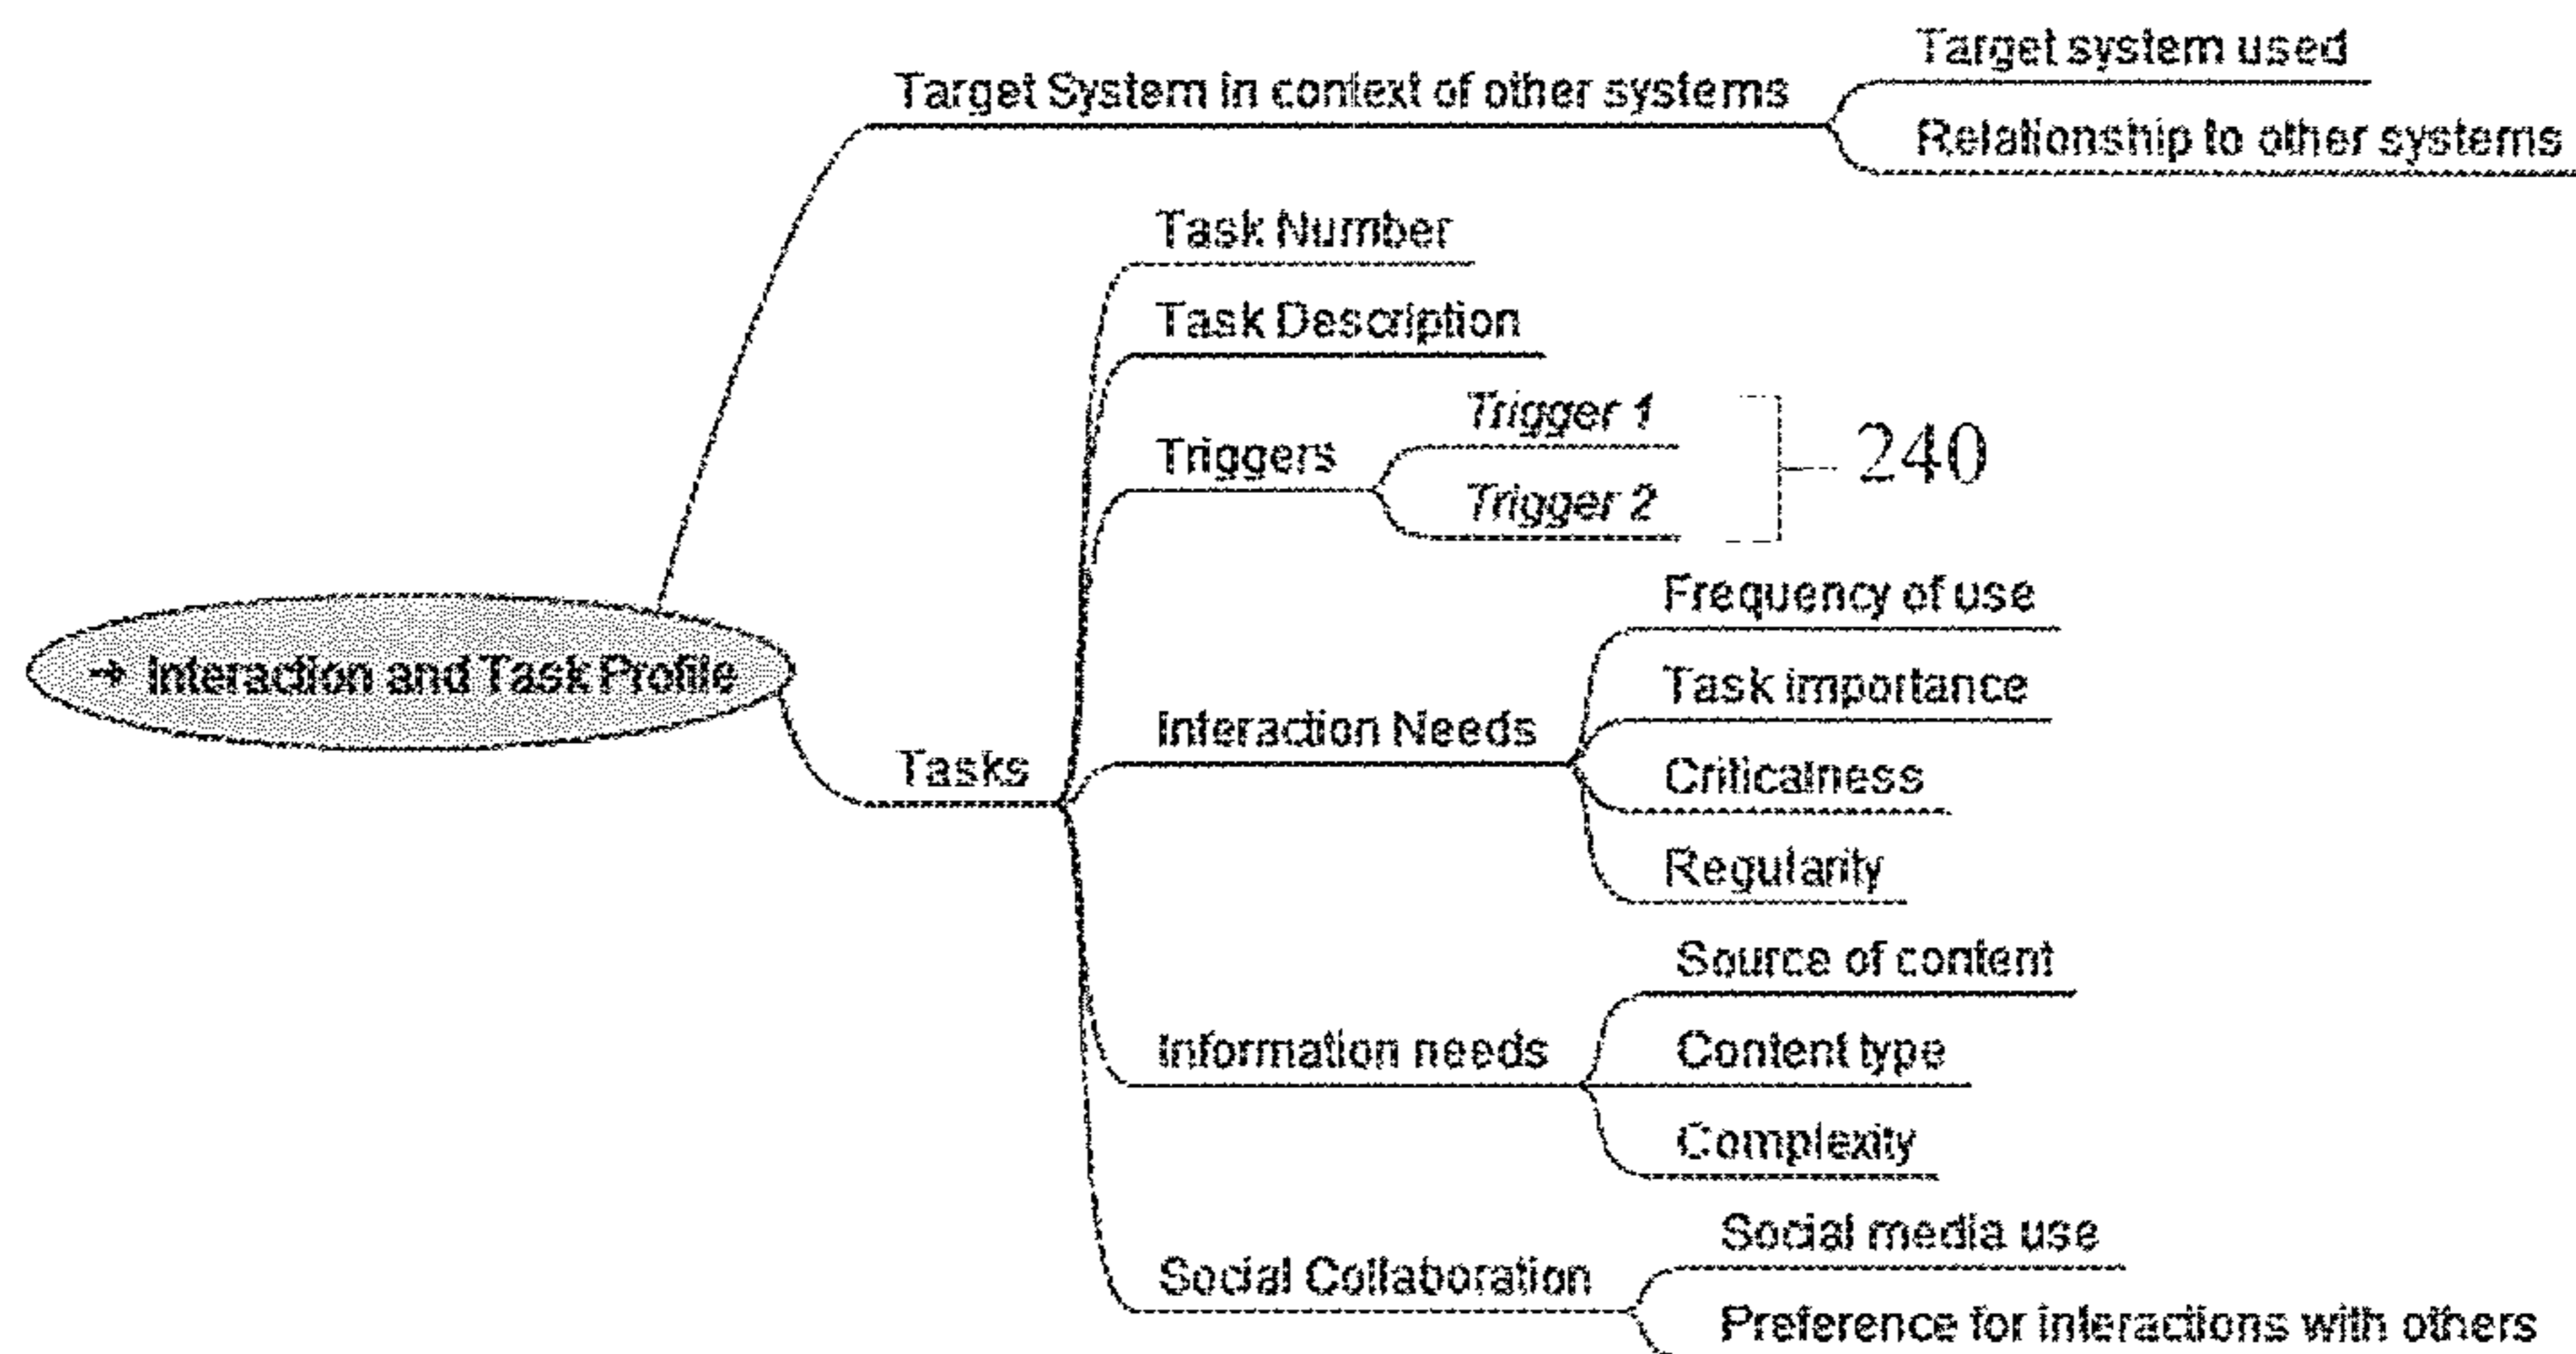 Target system used
Target System in context of other systems
Relationship to other systems
Task Number
Task Description
Trigger 1
Triggers
240
Trigger 2
Frequency of use
→ Interaction and Task Profile
Task importance
Interaction Needs
Tasks
Criticalness
Regularity
Source of content
Information needs
Content type
Complexity
Social media use
Social Collaboration
Preference for interactions with others